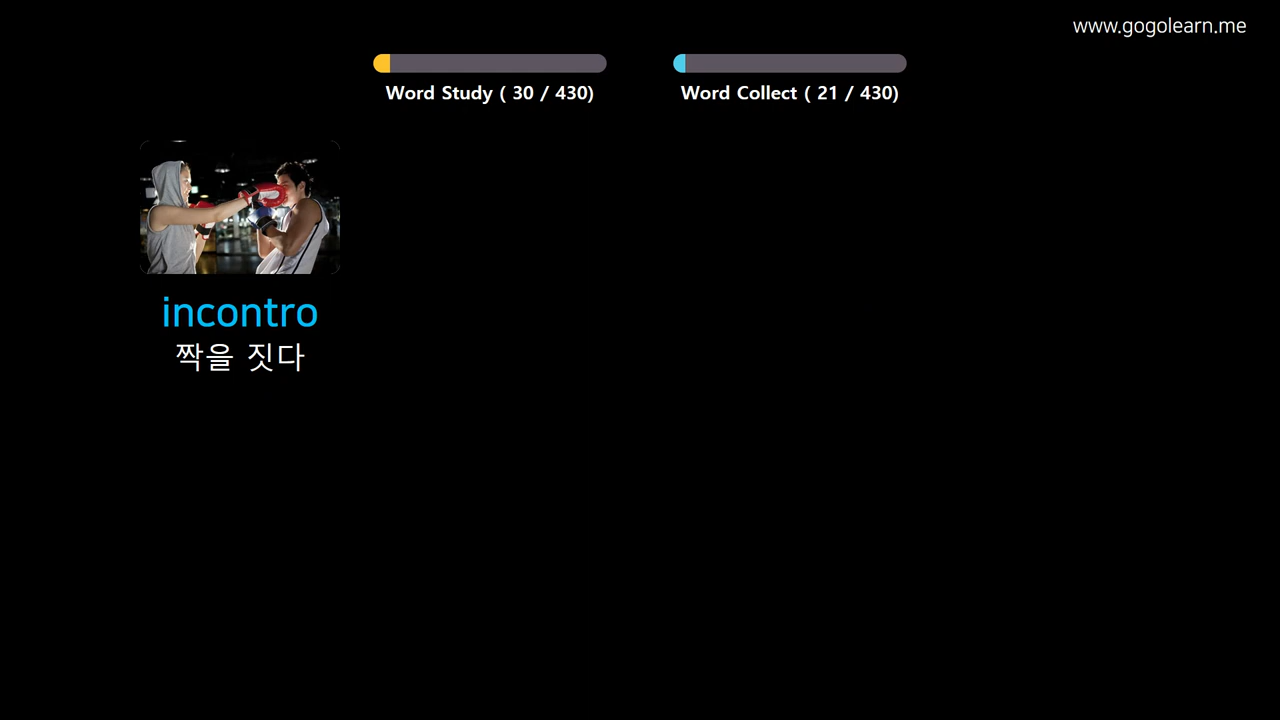 www.gogolearn.me
Word Study ( 30 / 430)
Word Collect ( 21 / 430)
incontro
짝을 짓다